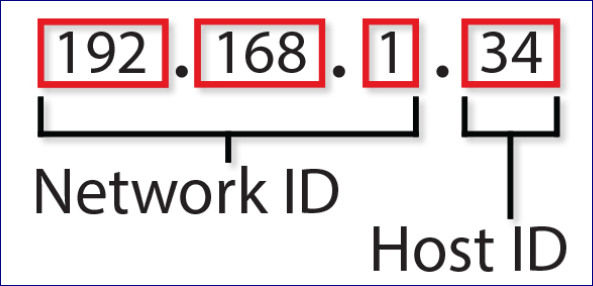 192.168.1.34
Network ID
Host ID